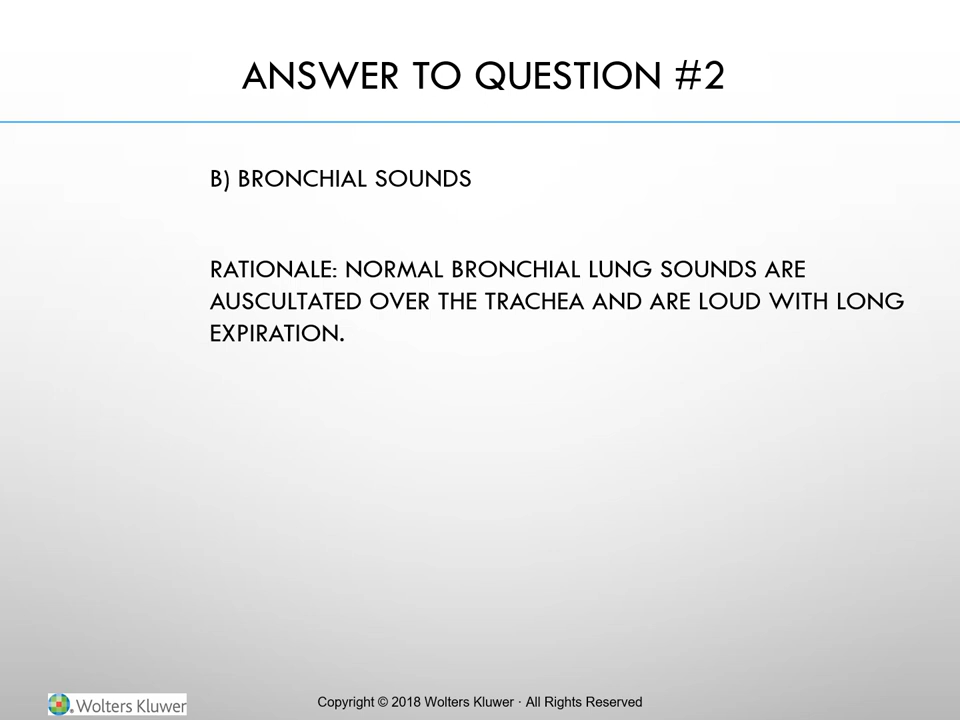 ANSWER TO QUESTION #2
B) BRONCHIAL SOUNDS
RATIONALE: NORMAL BRONCHIAL LUNG SOUNDS ARE
AUSCULTATED OVER THE TRACHEA AND ARE LOUD WITH LONG
EXPIRATION.
Wolters Kluwer
Copyright © 2018 Wolters Kluwer · All Rights Reserved